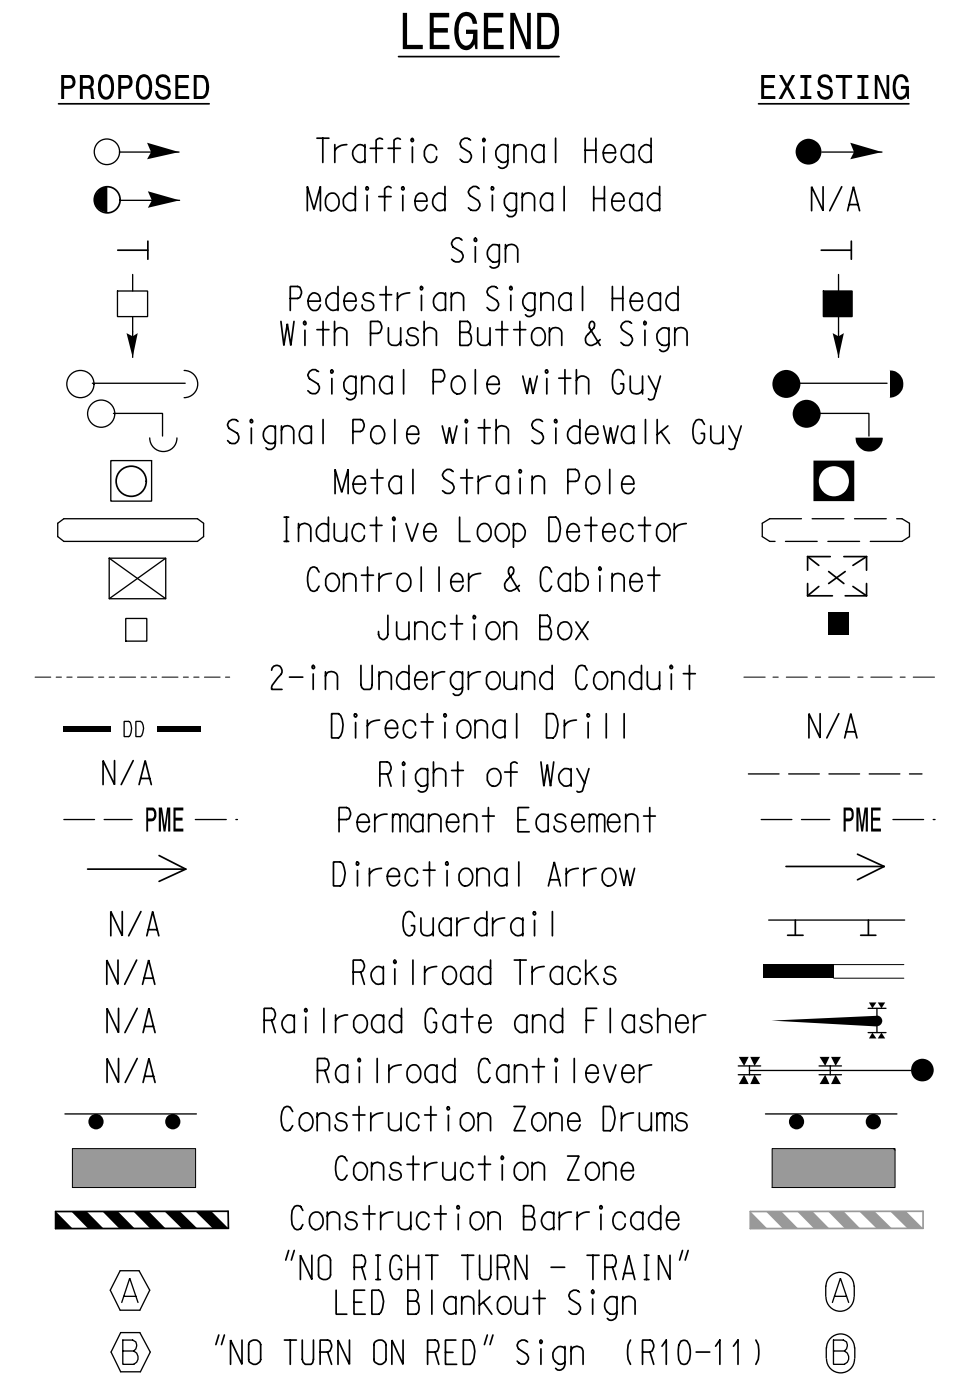 LEGEND
PROPOSED EXISTING
Traffic Signal Head
Modified Signal Head N/A
Sign
Pedestrian Signal Head
With Push Button & Sign
Signal Pole with Guy
Signal Pole with Sidewalk Guy
Metal Strain Pole
Inductive Loop Detector
Controller & Cabinet
Junction Box
2-in Underground Conduit
DD Directional Drill N/A
N/A Right of Way
PME Permanent Easement PME
Directional Arrow
N/A Guardrail
N/A Railroad Tracks
N/A Railroad Gate and Flasher
N/A Railroad Cantilever
Construction Zone Drums
Construction Zone
Construction Barricade
"NO RIGHT TURN - TRAIN"
A LED Blankout Sign A
B "NO TURN ON RED" Sign (R10-11) B